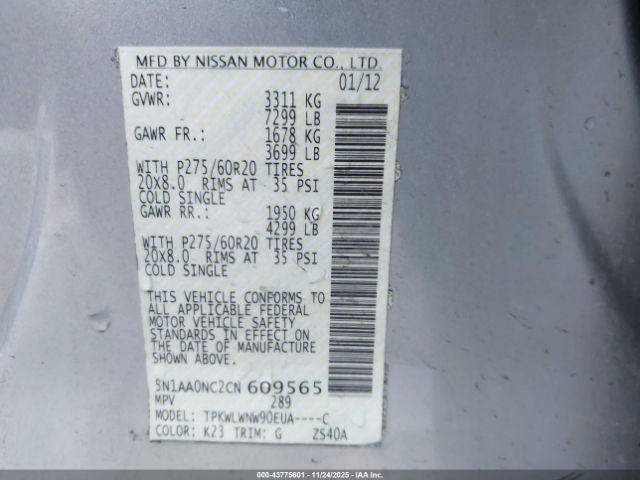 MFD BY NISSAN MOTOR CO., LTD.
DATE: 01/12
GVWR: 3311 KG
7299 LB
GAWR FR.: 1678 KG
3699 LB
WITH P275/60R20 TIRES
20X8.0 RIMS AT 35 PSI
COLD SINGLE
GAWR RR.: 1950 KG
4299 LB
WITH P275/60R20 TIRES
20X8.0 RIMS AT 35 PSI
COLD SINGLE
THIS VEHICLE CONFORMS TO
ALL APPLICABLE FEDERAL
MOTOR VEHICLE SAFETY
STANDARDS IN EFFECT ON
THE DATE OF MANUFACTURE
SHOWN ABOVE.
5N1AA0NC2CN 609565
MPV 289
MODEL: TPKWLWNW90EUA----C
COLOR: K23 TRIM: G ZS40A
000-43775601 - 11/24/2025 - IAAI.COM